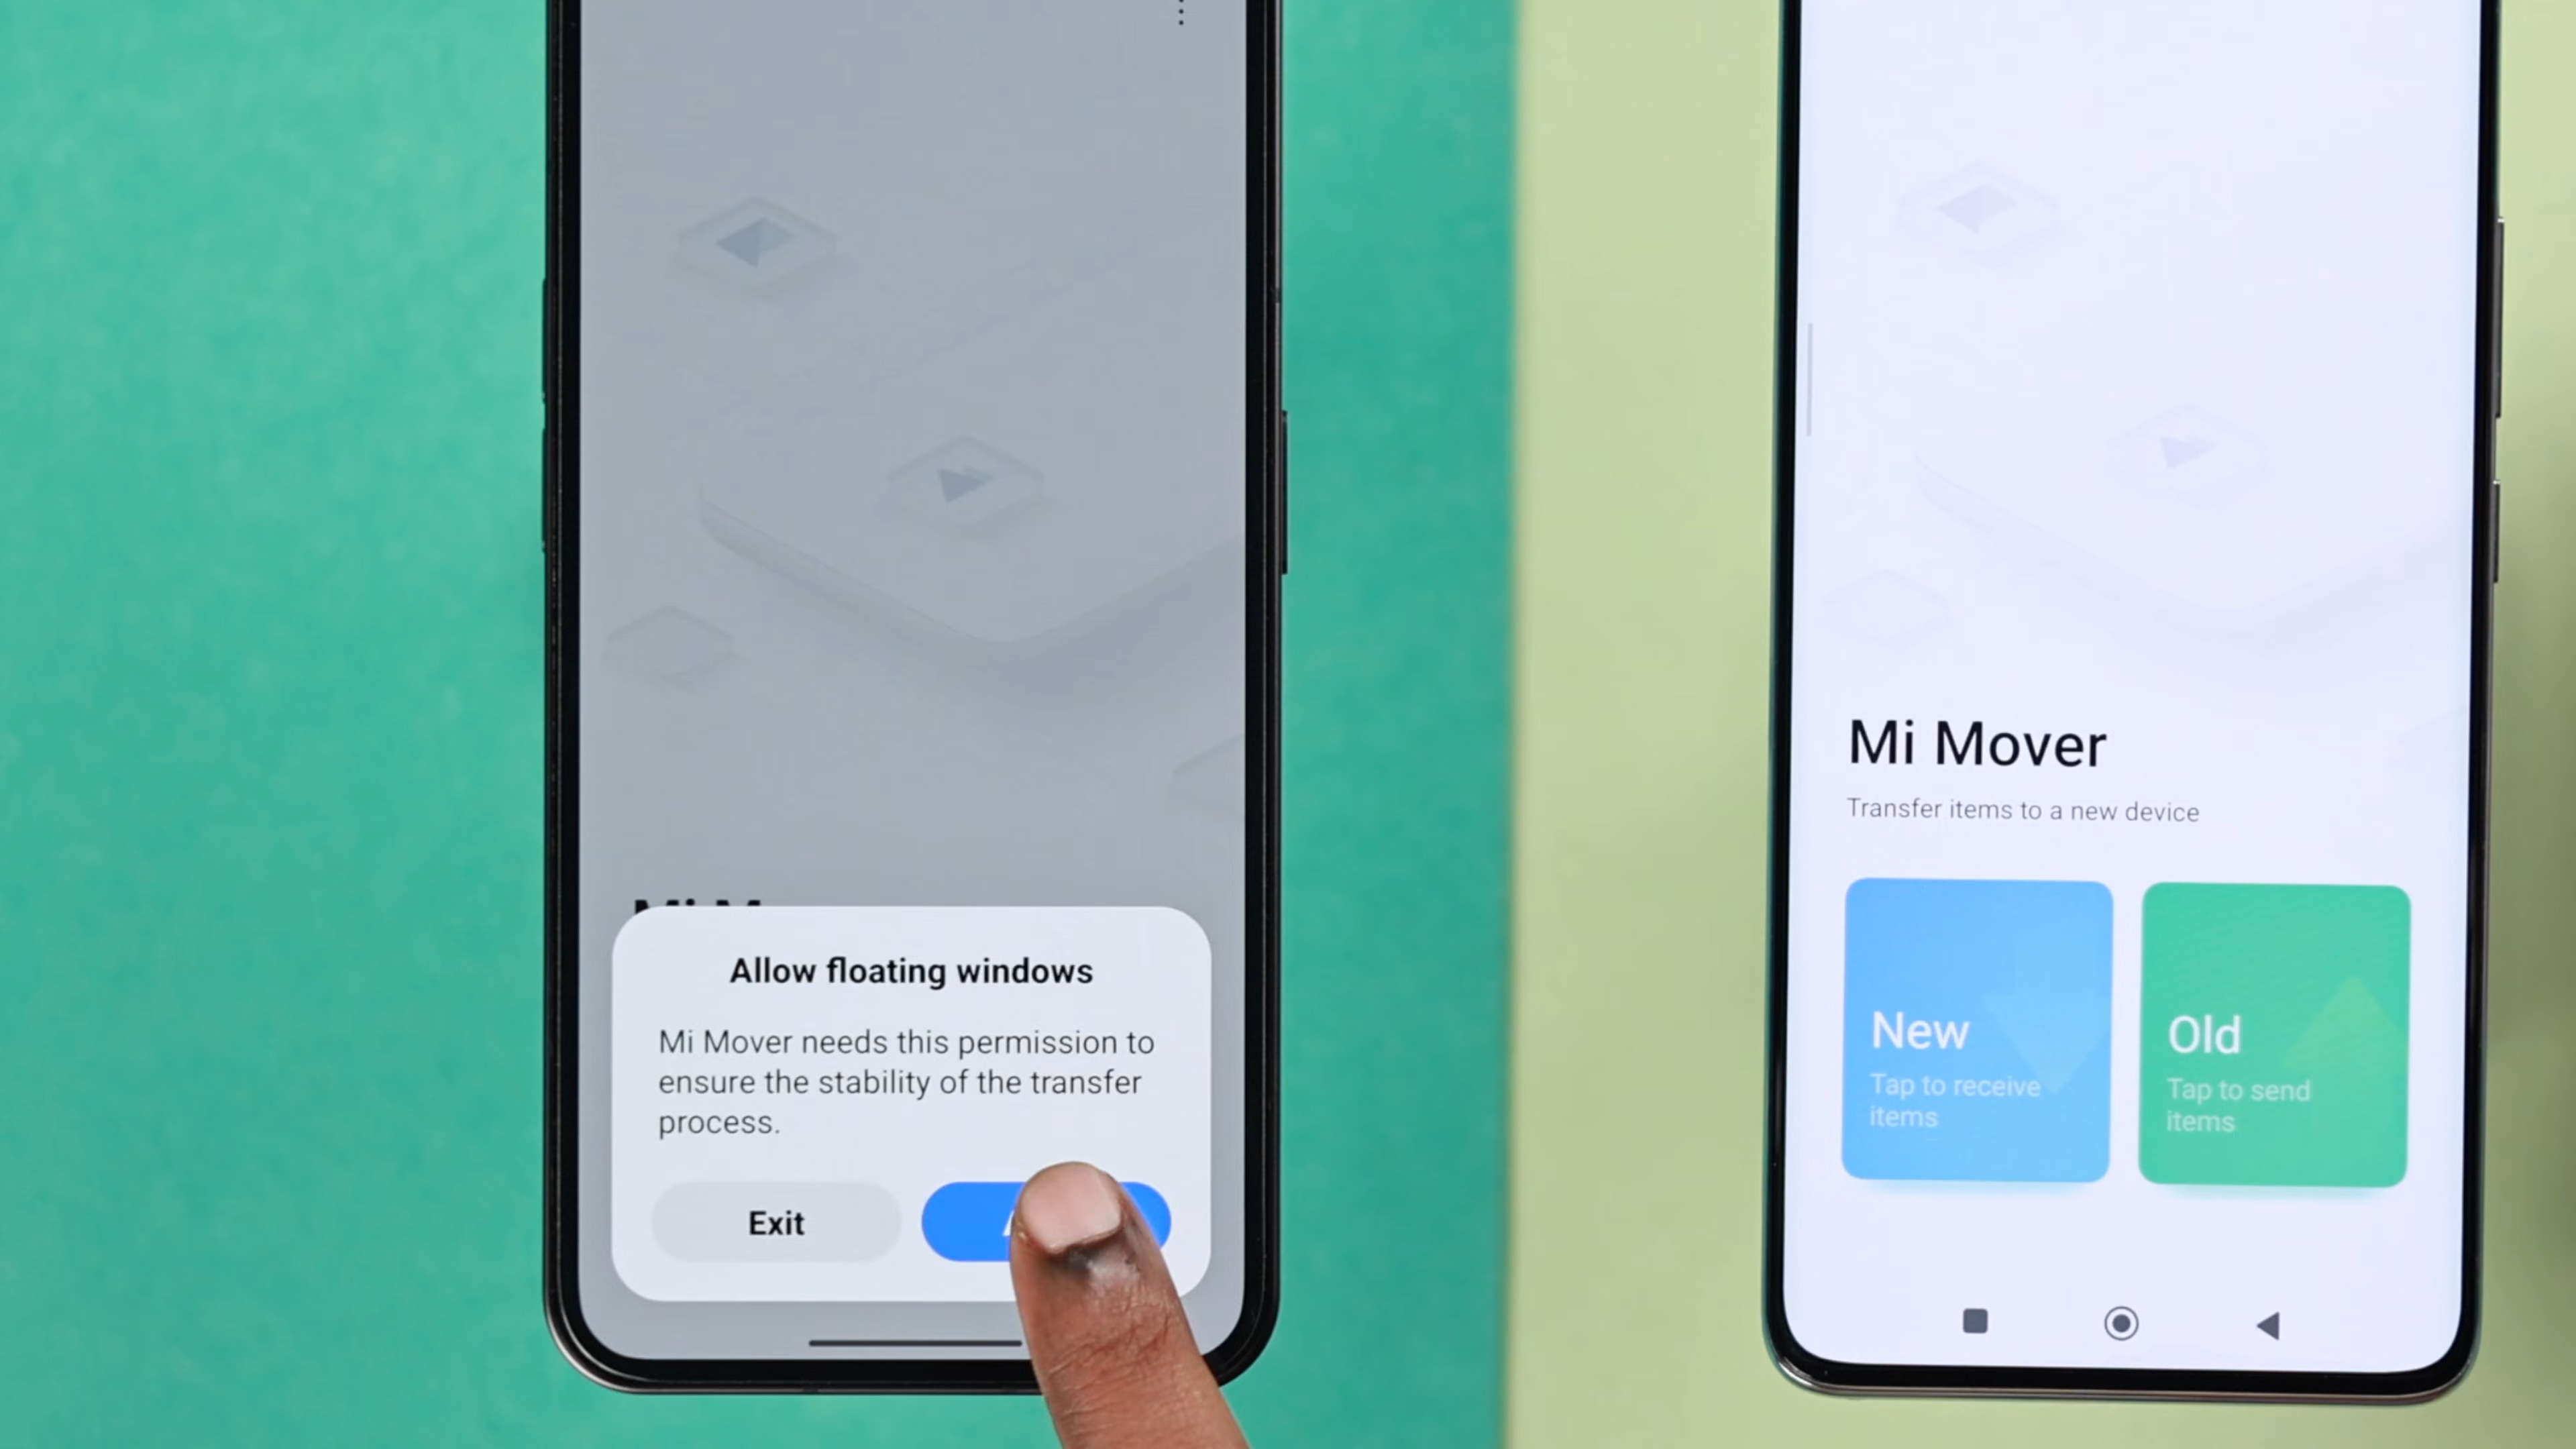 Allow floating windows
Mi Mover needs this permission to
ensure the stability of the transfer
process.
Exit
Mi Mover
Transfer items to a new device
New
Tap to receive
items
Old
Tap to send
items